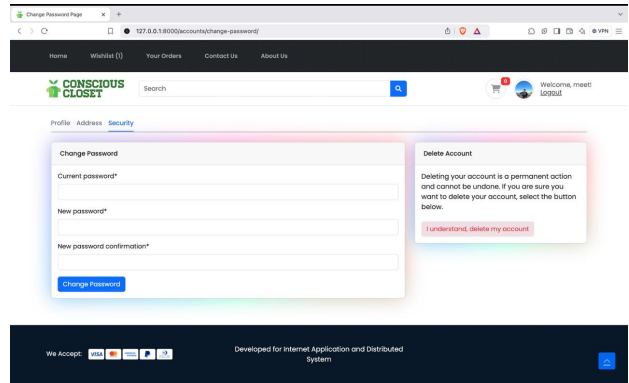 Change Password Page
127.0.0.1:8000/accounts/change-password/
VPN
Home Wishlist (1) Your Orders Contact Us About Us
CONSCIOUS
CLOSET
Search
0
Welcome, meet!
Logout
Profile Address Security
Change Password
Current password*
New password*
New password confirmation*
Change Password
Delete Account
Deleting your account is a permanent action
and cannot be undone. If you are sure you
want to delete your account, select the button
below.
I understand, delete my account
We Accept:
VISA
Developed for Internet Application and Distributed
System